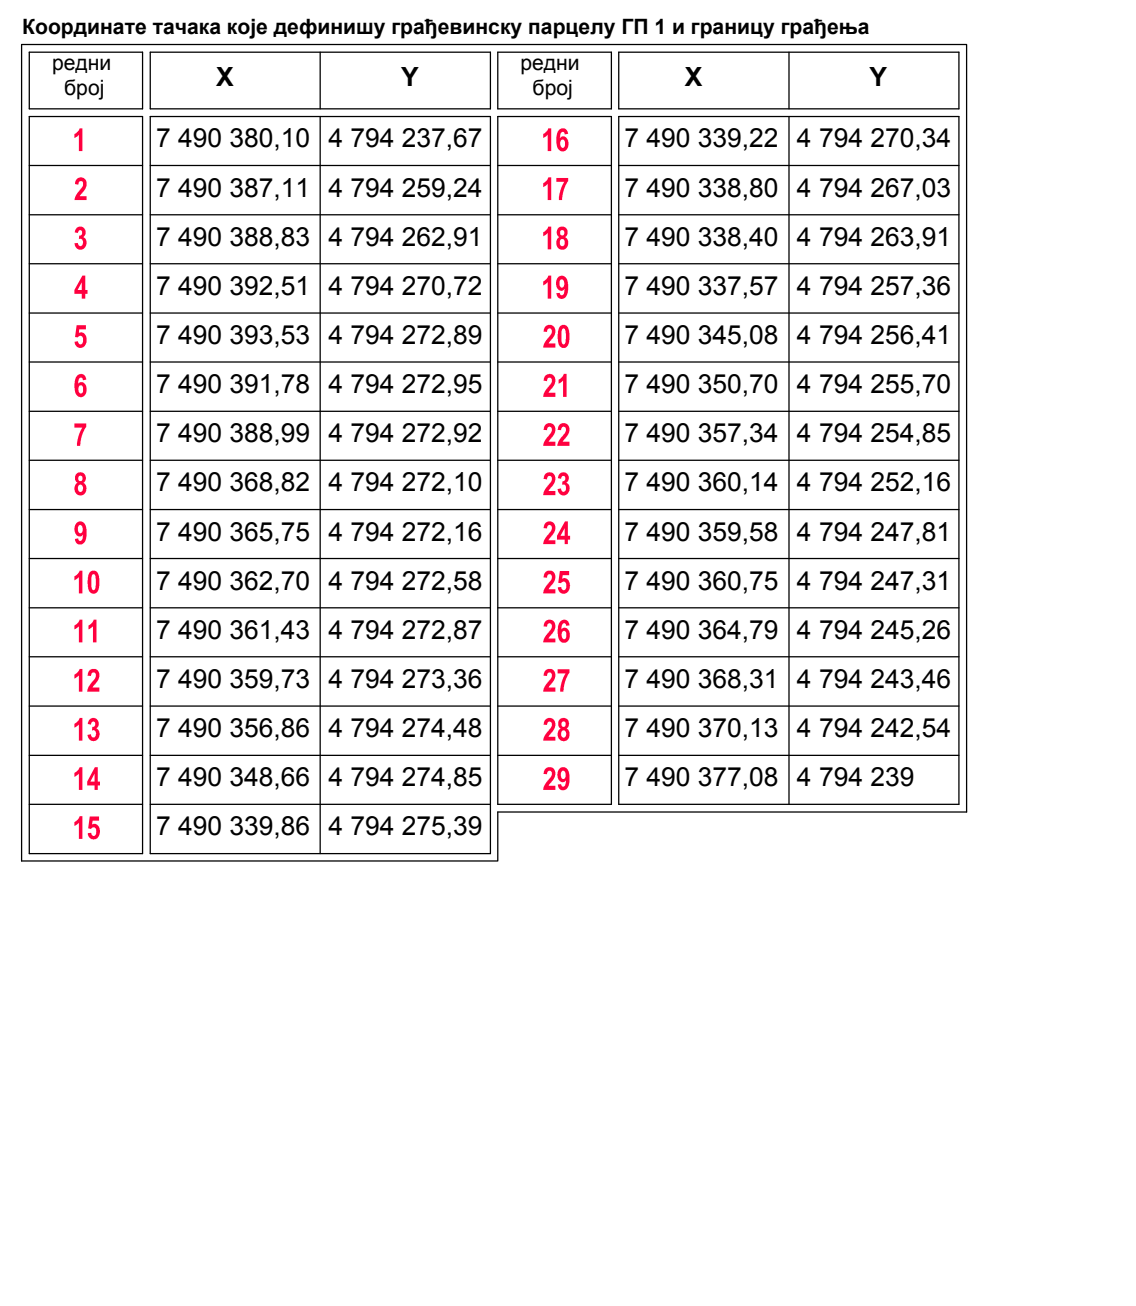 Координате тачака које дефинишу грађевинску парцелу ГП 1 и границу грађења
редни број X Y редни број X Y
1 7 490 380,10 4 794 237,67 16 7 490 339,22 4 794 270,34
2 7 490 387,11 4 794 259,24 17 7 490 338,80 4 794 267,03
3 7 490 388,83 4 794 262,91 18 7 490 338,40 4 794 263,91
4 7 490 392,51 4 794 270,72 19 7 490 337,57 4 794 257,36
5 7 490 393,53 4 794 272,89 20 7 490 345,08 4 794 256,41
6 7 490 391,78 4 794 272,95 21 7 490 350,70 4 794 255,70
7 7 490 388,99 4 794 272,92 22 7 490 357,34 4 794 254,85
8 7 490 368,82 4 794 272,10 23 7 490 360,14 4 794 252,16
9 7 490 365,75 4 794 272,16 24 7 490 359,58 4 794 247,81
10 7 490 362,70 4 794 272,58 25 7 490 360,75 4 794 247,31
11 7 490 361,43 4 794 272,87 26 7 490 364,79 4 794 245,26
12 7 490 359,73 4 794 273,36 27 7 490 368,31 4 794 243,46
13 7 490 356,86 4 794 274,48 28 7 490 370,13 4 794 242,54
14 7 490 348,66 4 794 274,85 29 7 490 377,08 4 794 239
15 7 490 339,86 4 794 275,39